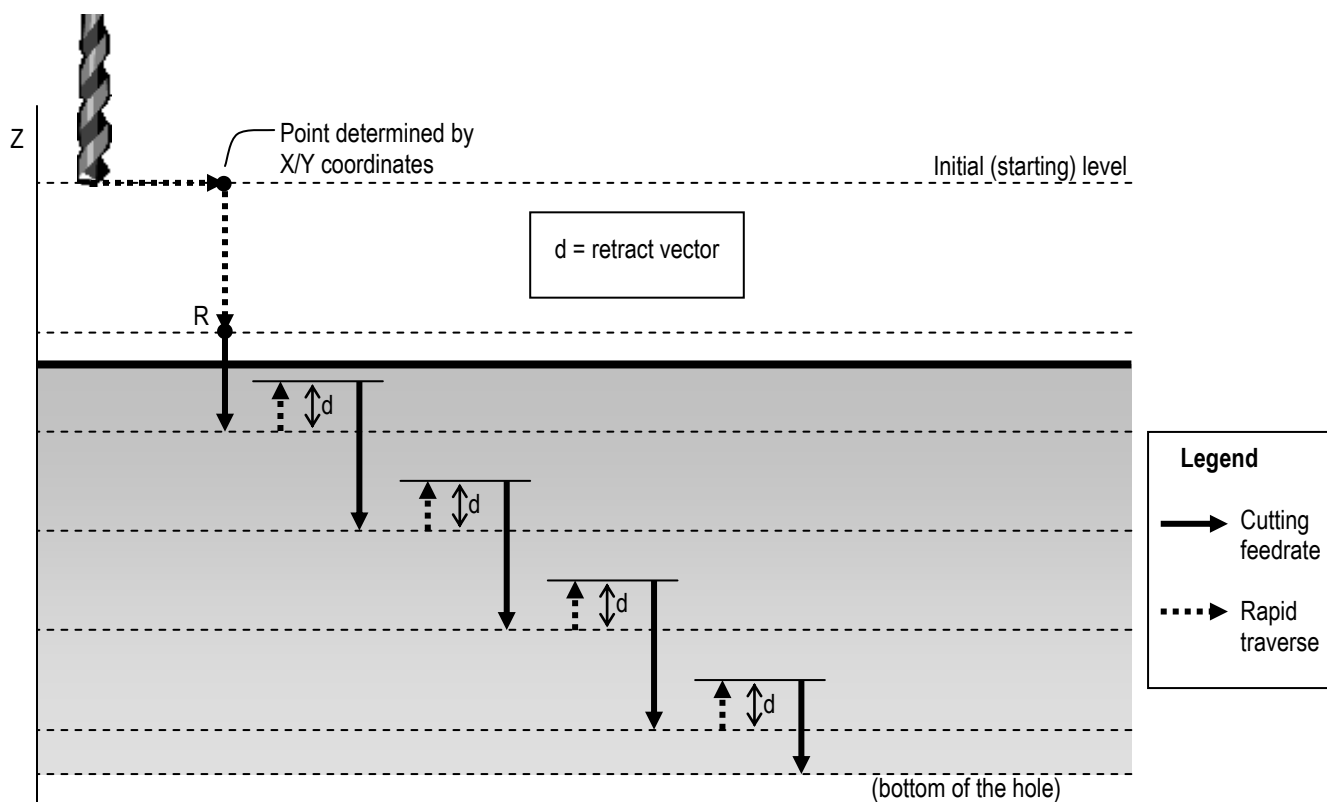 Z
Point determined by
X/Y coordinates
Initial (starting) level
d = retract vector
R
d
d
d
d
(bottom of the hole)
Legend
Cutting
feedrate
Rapid
traverse